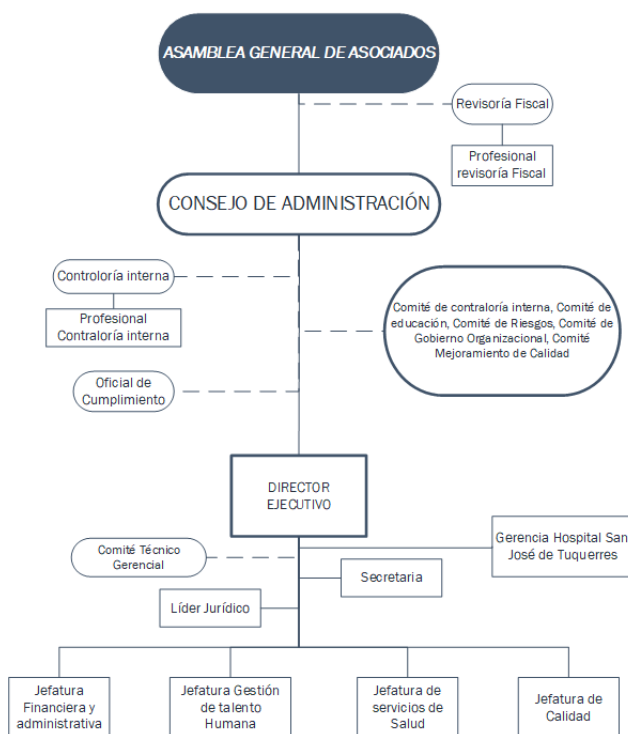 ASAMBLEA GENERAL DE ASOCIADOS
Revisoría Fiscal
Profesional
revisoría Fiscal
CONSEJO DE ADMINISTRACIÓN
Controloría interna
Profesional
Contraloría interna
Comité de contraloría interna, Comité de
educación, Comité de Riesgos, Comité de
Gobierno Organizacional, Comité
Mejoramiento de Calidad
Oficial de
Cumplimiento
DIRECTOR
EJECUTIVO
Comité Técnico
Gerencial
Gerencia Hospital San
José de Tuquerres
Secretaria
Líder Jurídico
Jefatura
Financiera y
administrativa
Jefatura Gestión
de talento
Humana
Jefatura de
servicios de
Salud
Jefatura de
Calidad